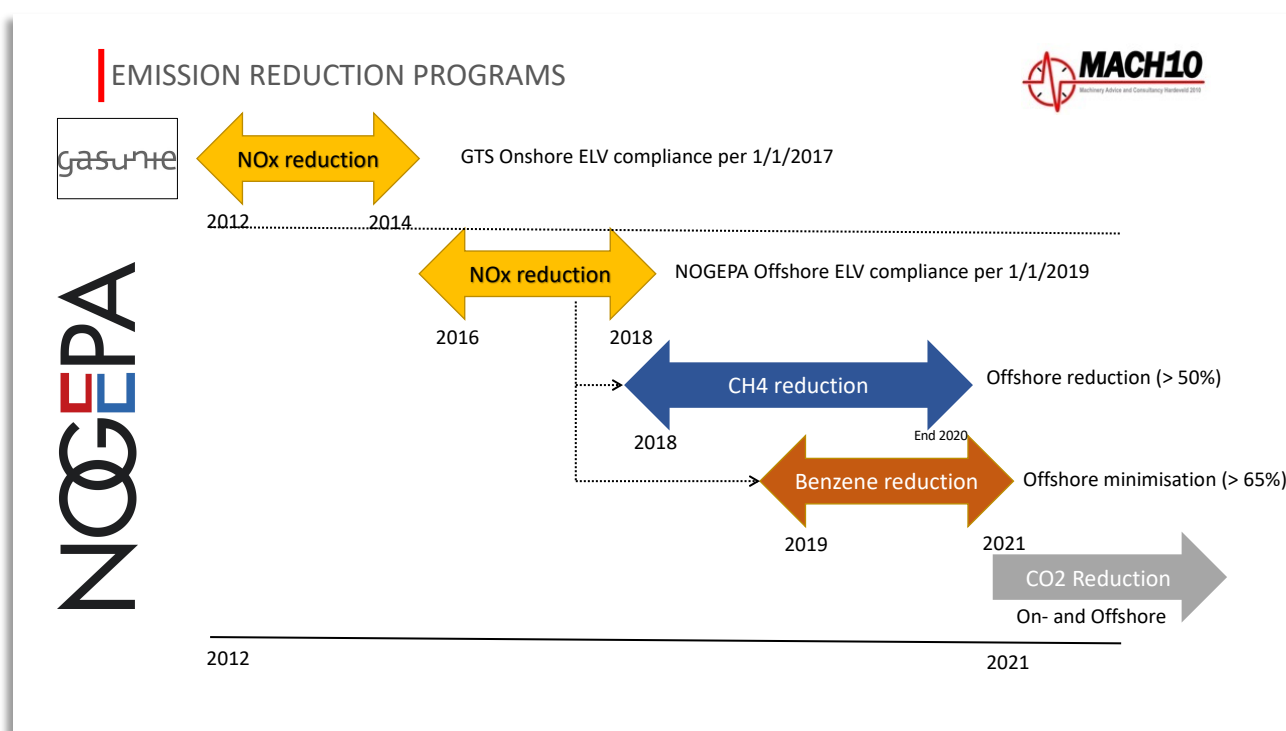 EMISSION REDUCTION PROGRAMS
MACH10
Machinery Advice and Consultancy Hardeveld 2010
gasunie
NOx reduction
GTS Onshore ELV compliance per 1/1/2017
2012
2014
NOGEPA
NOx reduction
NOGEPA Offshore ELV compliance per 1/1/2019
2016
2018
CH4 reduction
Offshore reduction (> 50%)
2018
End 2020
Benzene reduction
Offshore minimisation (> 65%)
2019
2021
CO2 Reduction
On- and Offshore
2012
2021